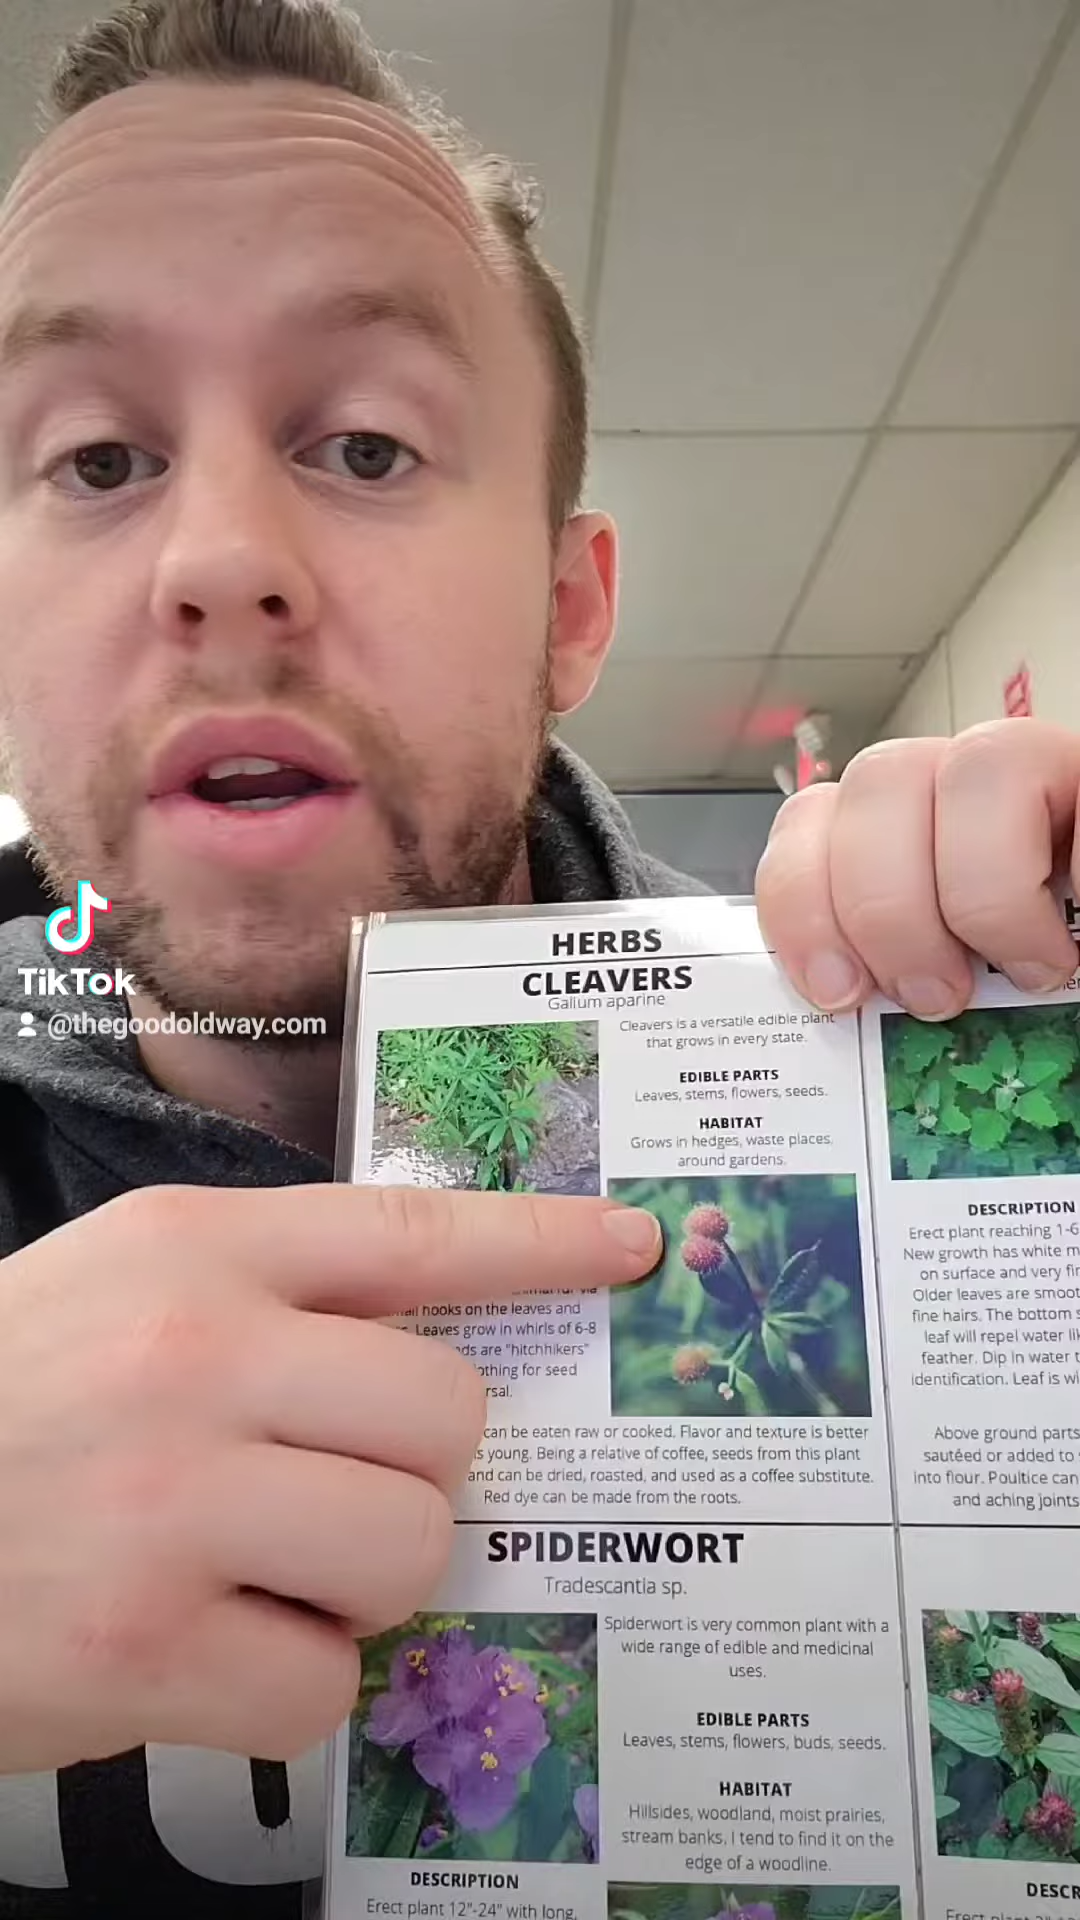 TikTok
@thegoodoldway.com
HERBS
CLEAVERS
Galium aparine
Cleavers is a versatile edible plant
that grows in every state.
EDIBLE PARTS
Leaves, stems, flowers, seeds.
HABITAT
Grows in hedges, waste places,
around gardens.
hooks on the leaves and
Leaves grow in whirls of 6-8
are "hitchhikers"
for seed
can be eaten raw or cooked. Flavor and texture is better
young. Being a relative of coffee, seeds from this plant
and can be dried, roasted, and used as a coffee substitute.
Red dye can be made from the roots.
DESCRIPTION
Erect plant reaching
New growth has white
on surface and very
Older leaves are
fine hairs. The bottom
leaf will repel water
feather. Dip in water
identification. Leaf is
Above ground parts
sautéed or added to
into flour. Poultice can
and aching joints
SPIDERWORT
Tradescantia sp.
Spiderwort is very common plant with a
wide range of edible and medicinal
uses.
EDIBLE PARTS
Leaves, stems, flowers, buds, seeds.
HABITAT
Hillsides, woodland, moist prairies,
stream banks. I tend to find it on the
edge of a woodline.
DESCRIPTION
Erect plant 12"-24" with long,